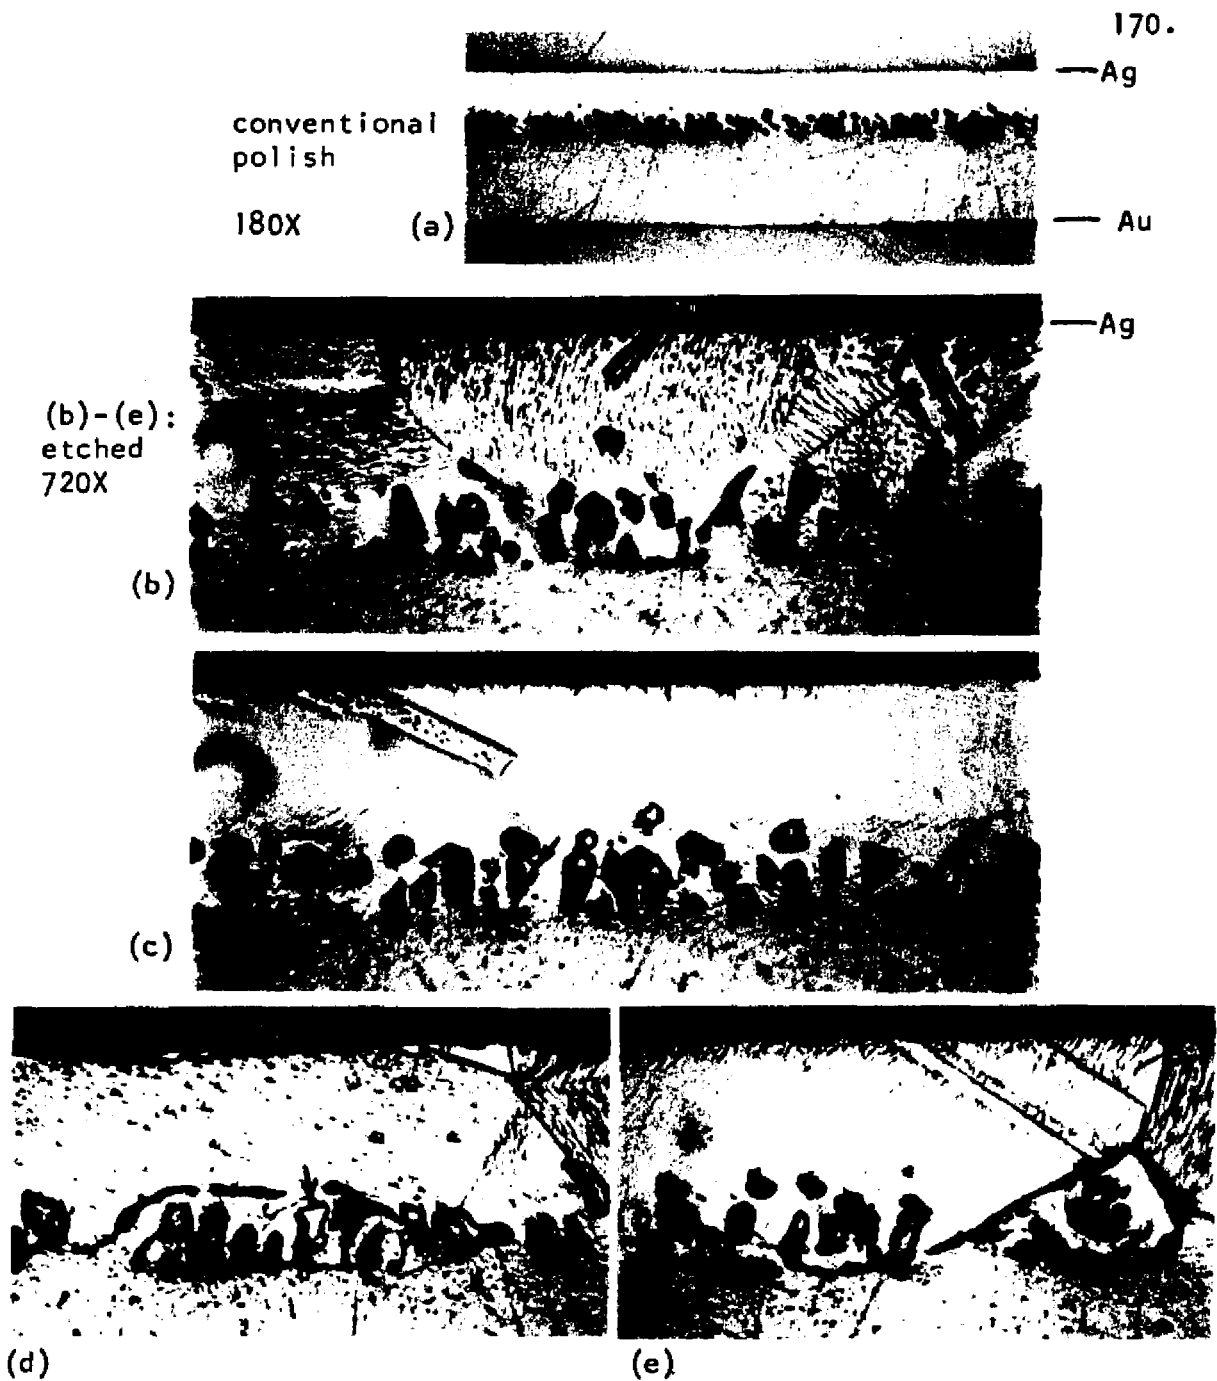 170.
—Ag
conventional
polish
180X
(a)
— Au
—Ag
(b)-(e):
etched
720X
(b)
(c)
(d)
(e)